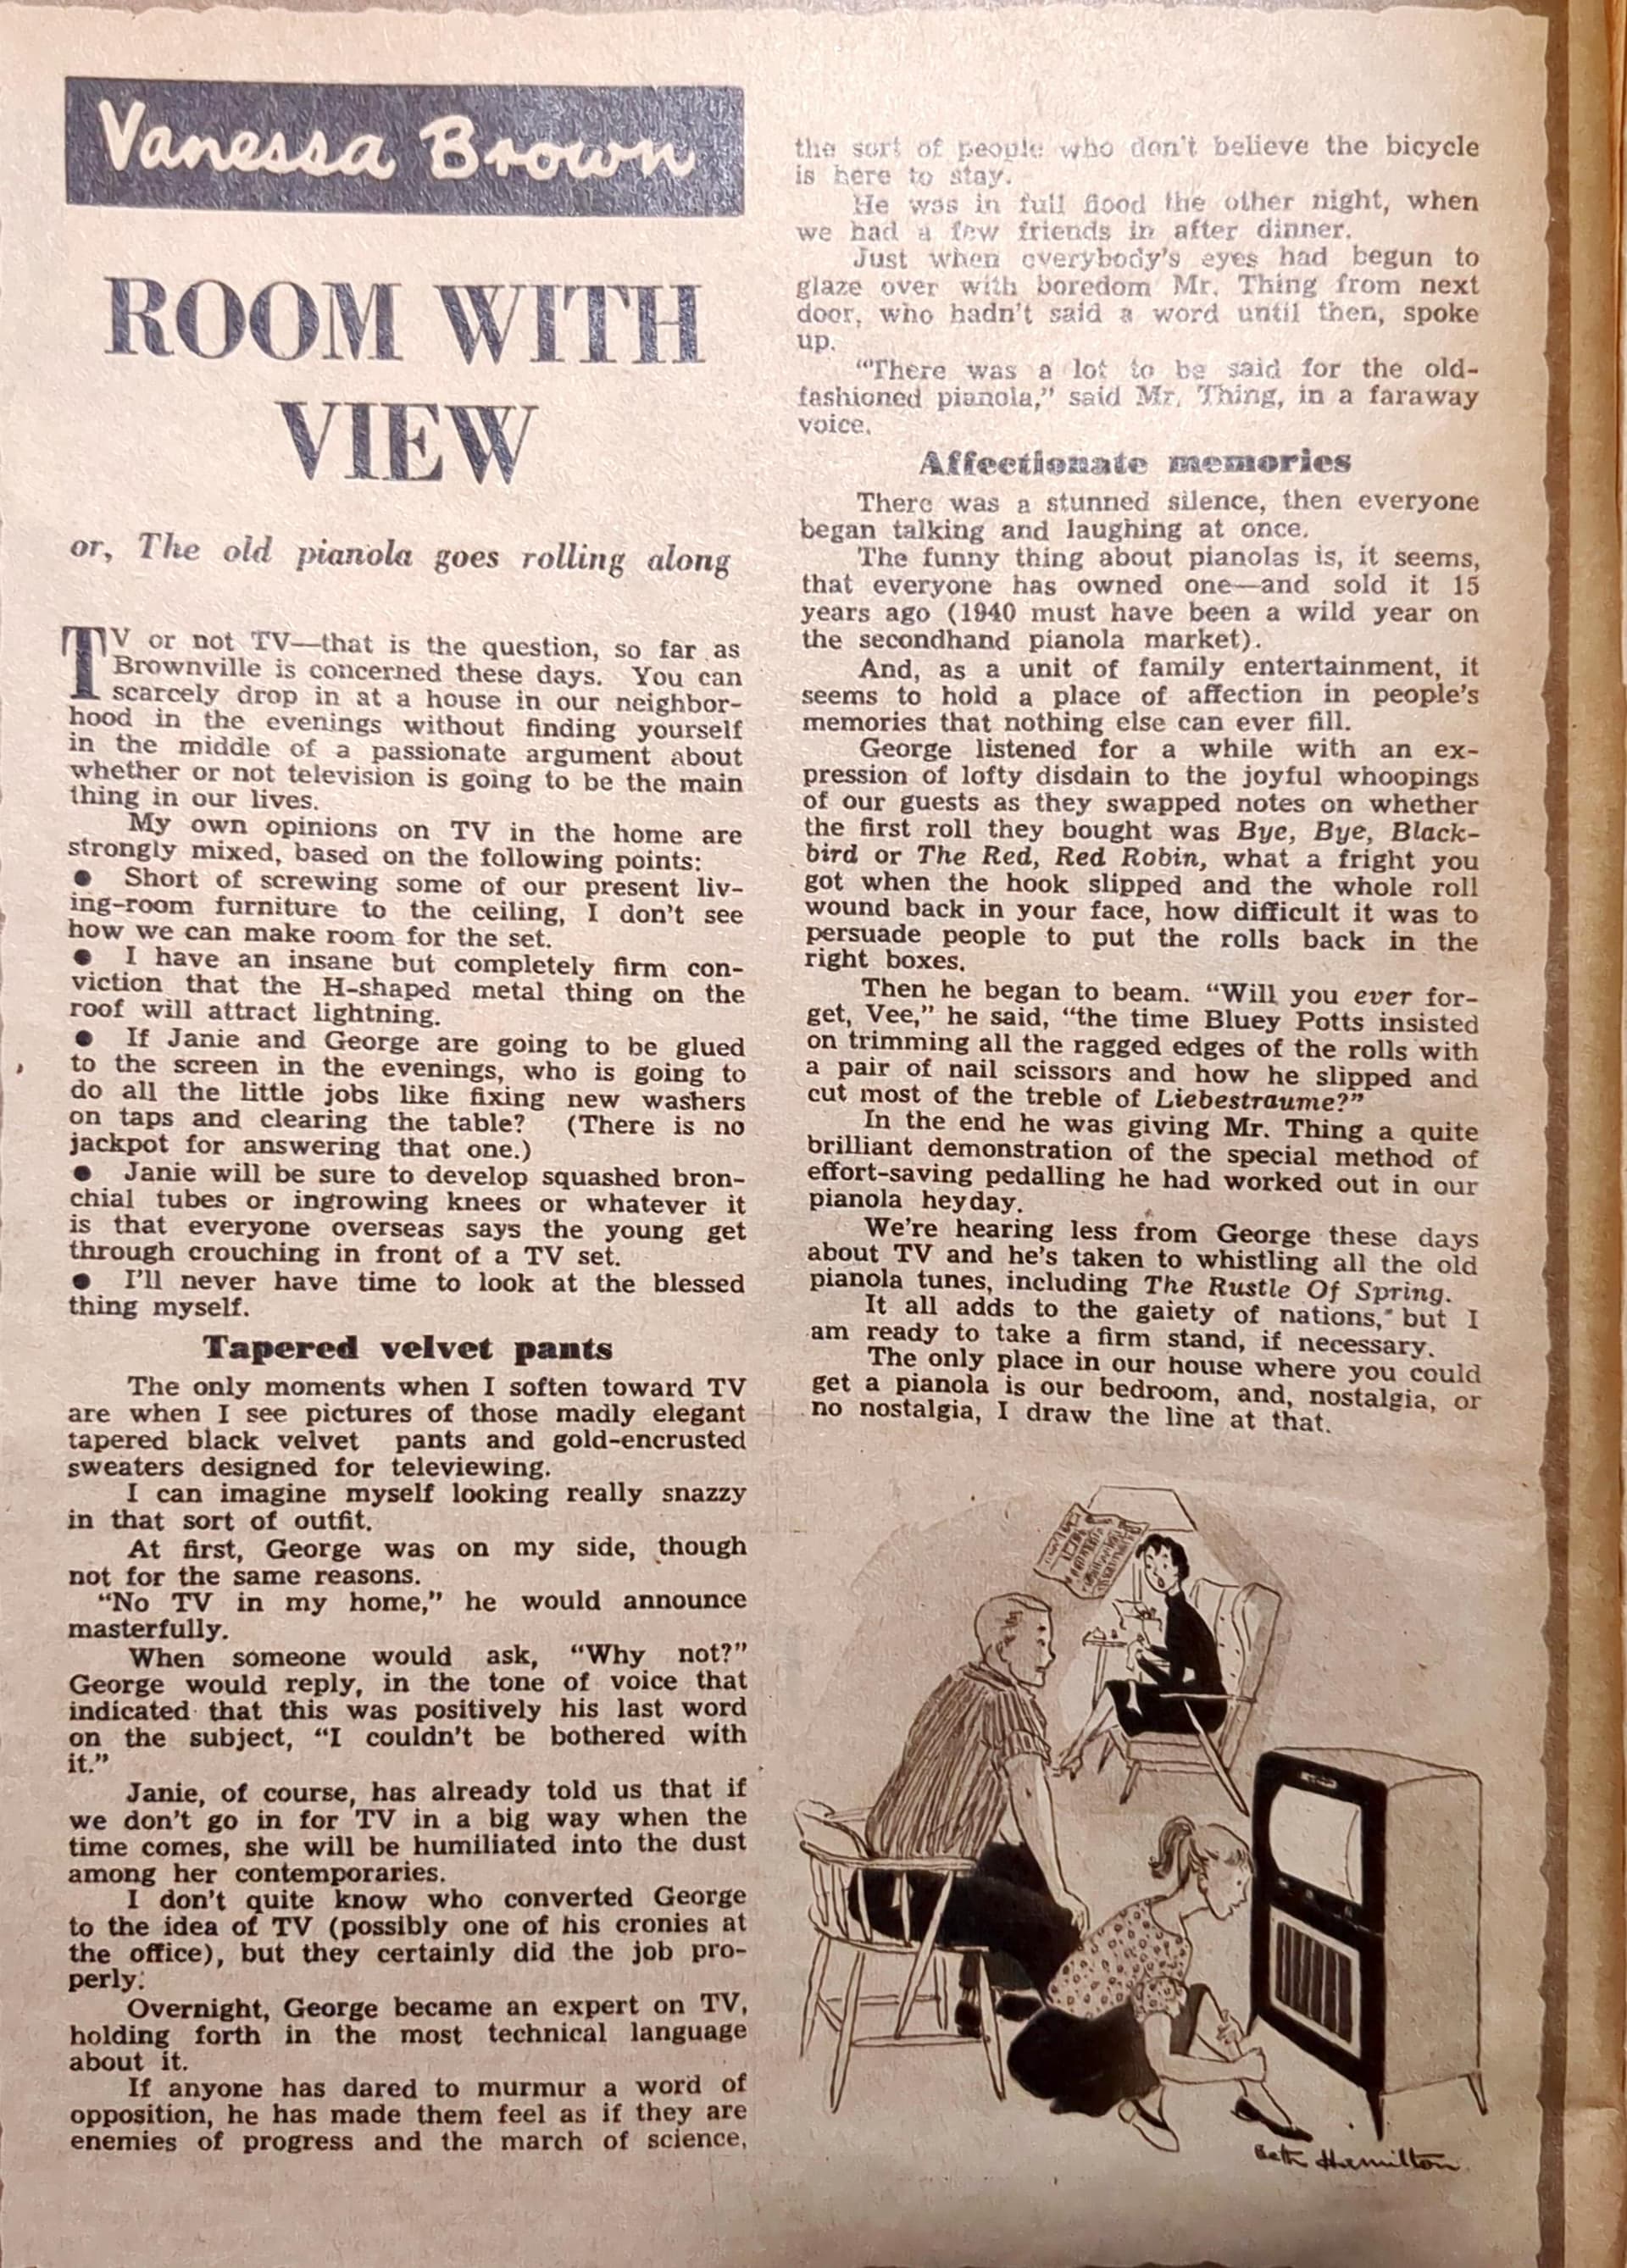 Vanessa Brown
ROOM WITH
VIEW
or, The old pianola goes rolling along
TV or not TV—that is the question, so far as
Brownville is concerned these days. You can
scarcely drop in at a house in our neighbor-
hood in the evenings without finding yourself
in the middle of a passionate argument about
whether or not television is going to be the main
thing in our lives.
My own opinions on TV in the home are
strongly mixed, based on the following points:
● Short of screwing some of our present liv-
ing-room furniture to the ceiling, I don't see
how we can make room for the set.
● I have an insane but completely firm con-
viction that the H-shaped metal thing on the
roof will attract lightning.
● If Janie and George are going to be glued
to the screen in the evenings, who is going to
do all the little jobs like fixing new washers
on taps and clearing the table? (There is no
jackpot for answering that one.)
● Janie will be sure to develop squashed bron-
chial tubes or ingrowing knees or whatever it
is that everyone overseas says the young get
through crouching in front of a TV set.
● I'll never have time to look at the blessed
thing myself.
Tapered velvet pants
The only moments when I soften toward TV
are when I see pictures of those madly elegant
tapered black velvet pants and gold-encrusted
sweaters designed for televiewing.
I can imagine myself looking really snazzy
in that sort of outfit.
At first, George was on my side, though
not for the same reasons.
“No TV in my home,” he would announce
masterfully.
When someone would ask, “Why not?”
George would reply, in the tone of voice that
indicated that this was positively his last word
on the subject, “I couldn't be bothered with
it.”
Janie, of course, has already told us that if
we don't go in for TV in a big way when the
time comes, she will be humiliated into the dust
among her contemporaries.
I don't quite know who converted George
to the idea of TV (possibly one of his cronies at
the office), but they certainly did the job pro-
perly.
Overnight, George became an expert on TV,
holding forth in the most technical language
about it.
If anyone has dared to murmur a word of
opposition, he has made them feel as if they are
enemies of progress and the march of science,
the sort of people who don't believe the bicycle
is here to stay.
He was in full flood the other night, when
we had a few friends in after dinner.
Just when everybody's eyes had begun to
glaze over with boredom Mr. Thing from next
door, who hadn't said a word until then, spoke
up.
“'There was a lot to be said for the old-
fashioned pianola,” said Mr. Thing, in a faraway
voice.
Affectionate memories
There was a stunned silence, then everyone
began talking and laughing at once.
The funny thing about pianolas is, it seems,
that everyone has owned one—and sold it 15
years ago (1940 must have been a wild year on
the secondhand pianola market).
And, as a unit of family entertainment, it
seems to hold a place of affection in people's
memories that nothing else can ever fill.
George listened for a while with an ex-
pression of lofty disdain to the joyful whoopings
of our guests as they swapped notes on whether
the first roll they bought was Bye, Bye, Black-
bird or The Red, Red Robin, what a fright you
got when the hook slipped and the whole roll
wound back in your face, how difficult it was to
persuade people to put the rolls back in the
right boxes.
Then he began to beam. “Will you ever for-
get, Vee,” he said, “the time Bluey Potts insisted
on trimming all the ragged edges of the rolls with
a pair of nail scissors and how he slipped and
cut most of the treble of Liebestraume?”
In the end he was giving Mr. Thing a quite
brilliant demonstration of the special method of
effort-saving pedalling he had worked out in our
pianola heyday.
We're hearing less from George these days
about TV and he's taken to whistling all the old
pianola tunes, including The Rustle Of Spring.
It all adds to the gaiety of nations, but I
am ready to take a firm stand, if necessary.
The only place in our house where you could
get a pianola is our bedroom, and, nostalgia, or
no nostalgia, I draw the line at that.
Beth Hamilton